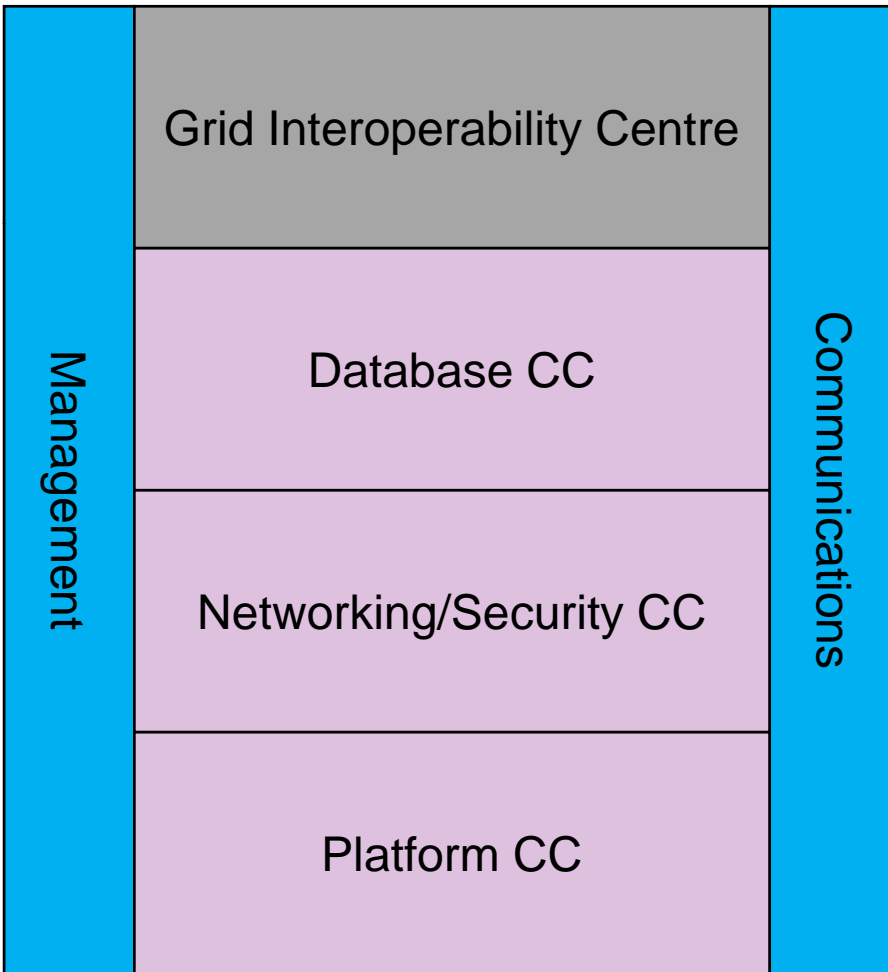 Grid Interoperability Centre
Management
Database CC
Communications
Networking/Security CC
Platform CC